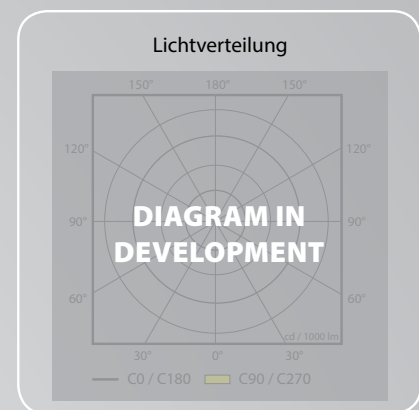 Lichtverteilung
150° 180° 150°
120° 120°
90° DIAGRAM IN 90°
DEVELOPMENT
60° 60°
cd / 1000 lm
30° 0° 30°
C0 / C180 C90 / C270